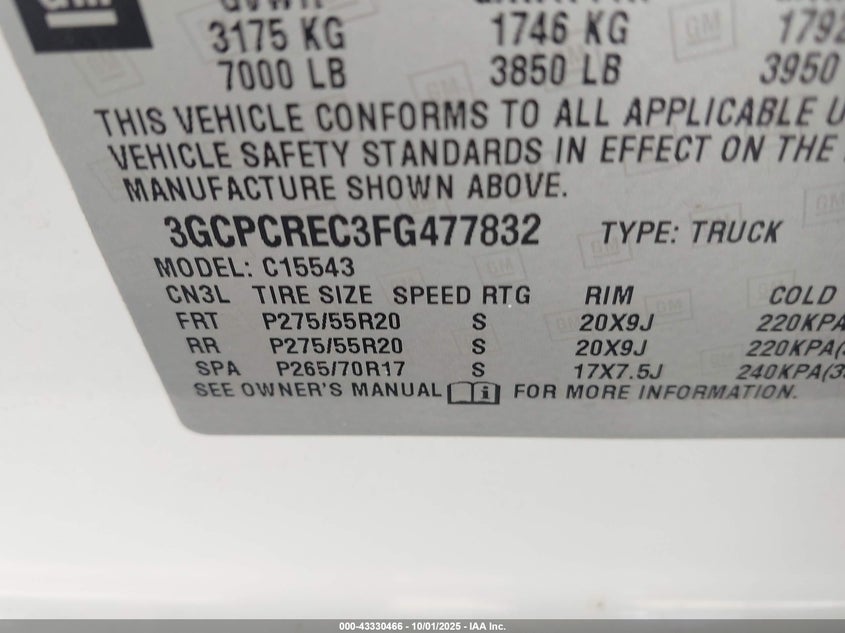 GM
3175 KG 1746 KG 1792
7000 LB 3850 LB 3950
THIS VEHICLE CONFORMS TO ALL APPLICABLE U
VEHICLE SAFETY STANDARDS IN EFFECT ON THE
MANUFACTURE SHOWN ABOVE.
3GCPCREC3FG477832 TYPE: TRUCK
MODEL: C15543
CN3L TIRE SIZE SPEED RTG RIM COLD
FRT P275/55R20 S 20X9J 220KPA
RR P275/55R20 S 20X9J 220KPA(
SPA P265/70R17 S 17X7.5J 240KPA(3
SEE OWNER'S MANUAL i FOR MORE INFORMATION.
000-43330466 - 10/01/2025 - IAA Inc.